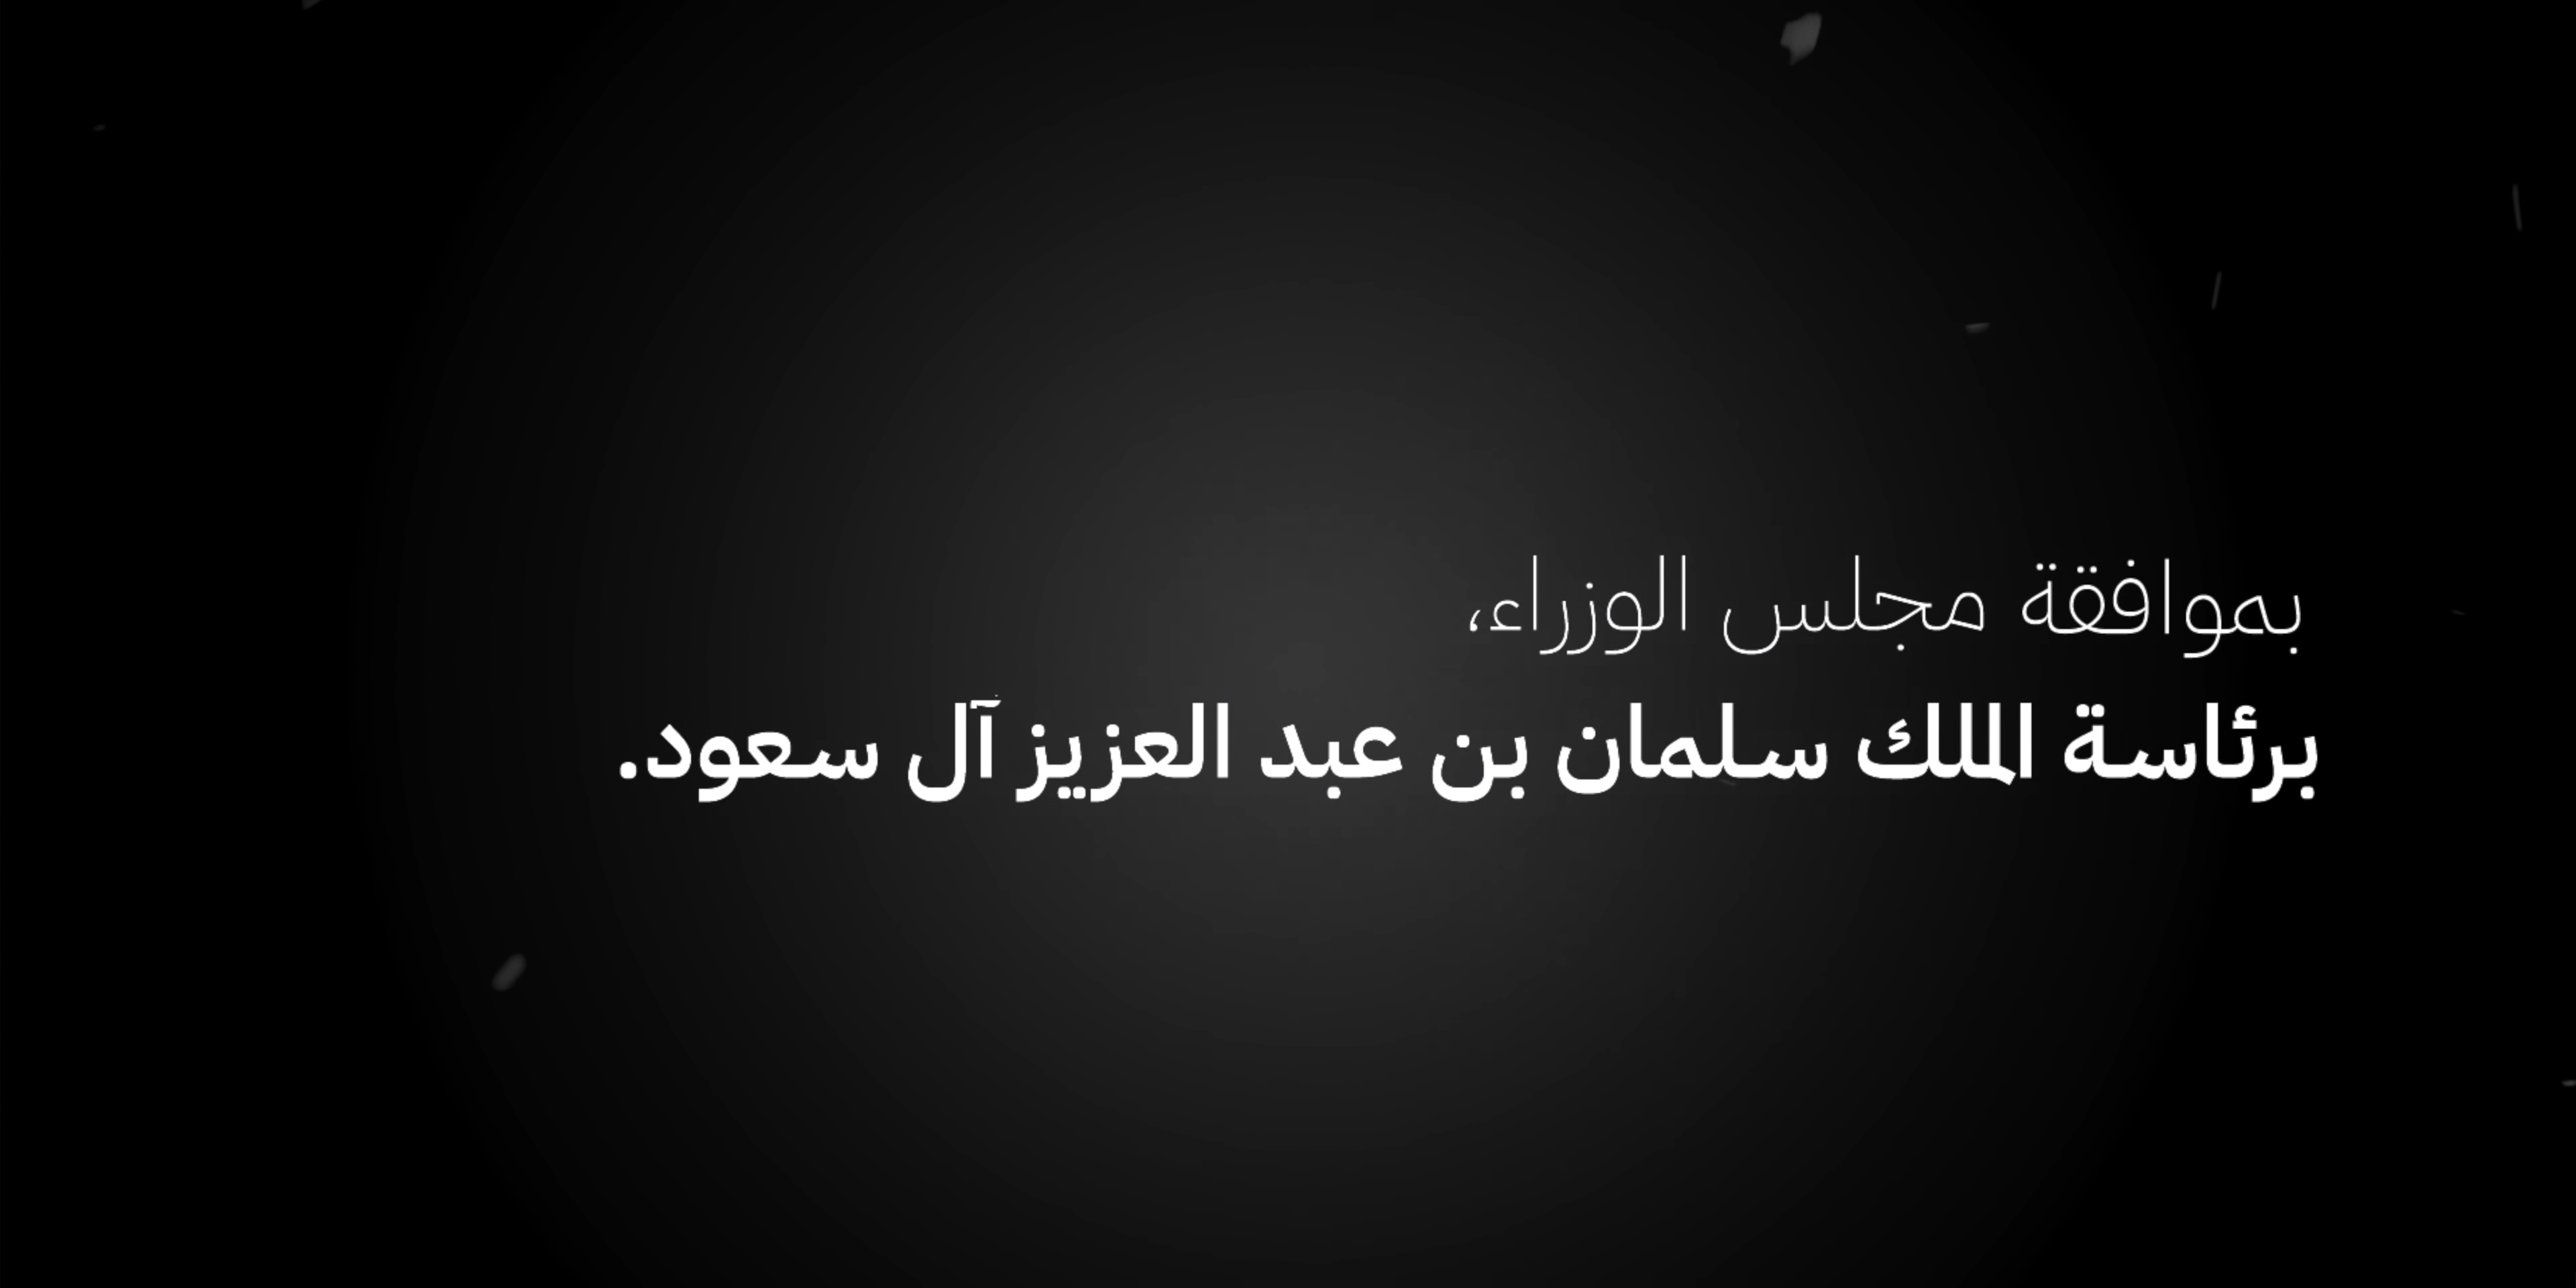 بموافقة مجلس الوزراء،
برئاسة الملك سلمان بن عبد العزيز آل سعود.